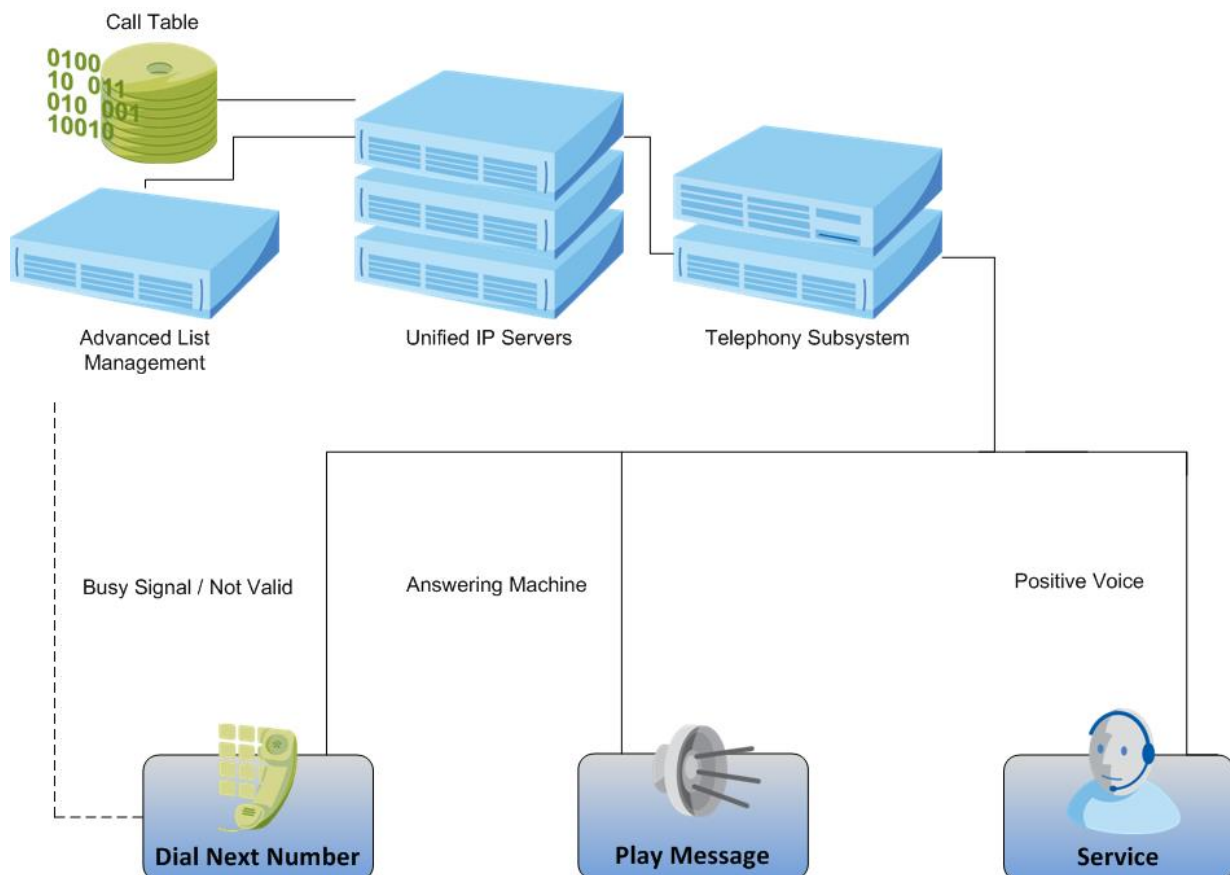 Call Table
0100
10 011
010 001
10010
Advanced List
Management
Unified IP Servers
Telephony Subsystem
Busy Signal / Not Valid
Answering Machine
Positive Voice
Dial Next Number
Play Message
Service